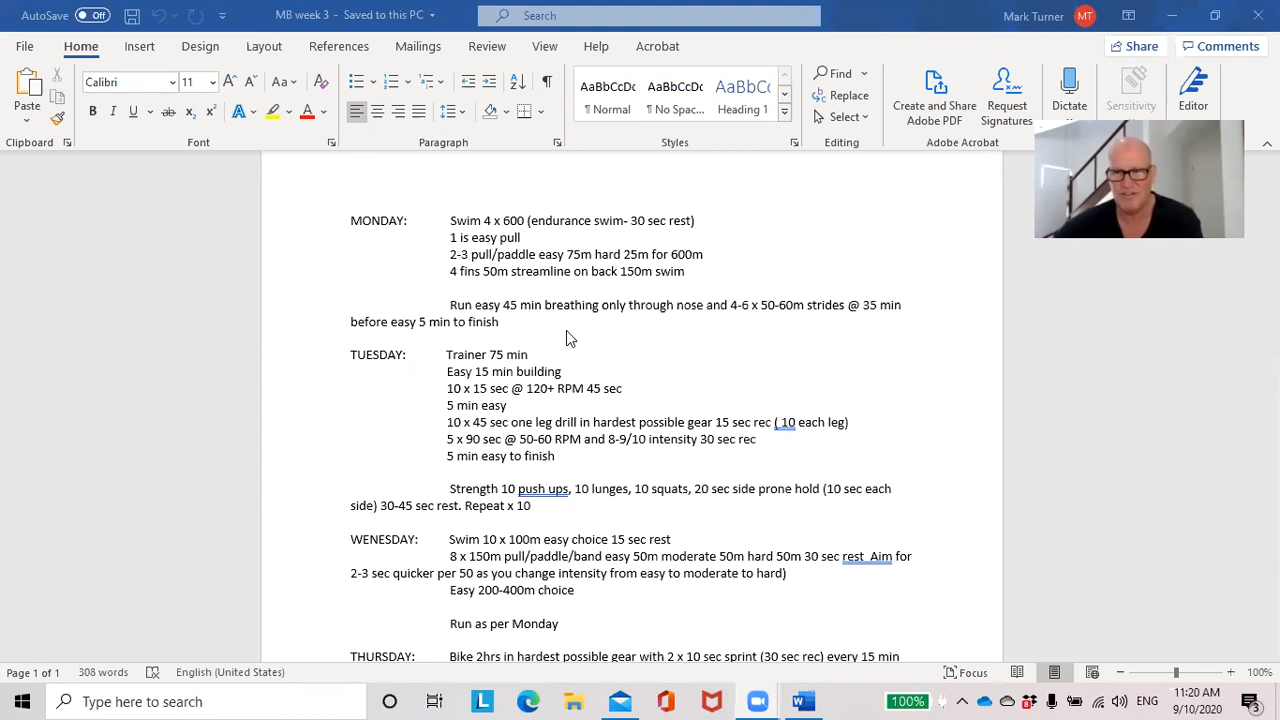 AutoSave Off MB week 3 - Saved to this PC Search Mark Turner MT
File Home Insert Design Layout References Mailings Review View Help Acrobat Share Comments
Paste Calibri 11 Aa AaBbCcDc AaBbCcDc AaBbCcD Find Replace Select Create and Share Adobe PDF Request Signatures Dictate Sensitivity Editor
¶ Normal ¶ No Spac... Heading 1
Clipboard Font Paragraph Styles Editing Adobe Acrobat
MONDAY: Swim 4 x 600 (endurance swim- 30 sec rest)
1 is easy pull
2-3 pull/paddle easy 75m hard 25m for 600m
4 fins 50m streamline on back 150m swim
Run easy 45 min breathing only through nose and 4-6 x 50-60m strides @ 35 min
before easy 5 min to finish
TUESDAY: Trainer 75 min
Easy 15 min building
10 x 15 sec @ 120+ RPM 45 sec
5 min easy
10 x 45 sec one leg drill in hardest possible gear 15 sec rec ( 10 each leg)
5 x 90 sec @ 50-60 RPM and 8-9/10 intensity 30 sec rec
5 min easy to finish
Strength 10 push ups, 10 lunges, 10 squats, 20 sec side prone hold (10 sec each
side) 30-45 sec rest. Repeat x 10
WENESDAY: Swim 10 x 100m easy choice 15 sec rest
8 x 150m pull/paddle/band easy 50m moderate 50m hard 50m 30 sec rest Aim for
2-3 sec quicker per 50 as you change intensity from easy to moderate to hard)
Easy 200-400m choice
Run as per Monday
THURSDAY: Bike 2hrs in hardest possible gear with 2 x 10 sec sprint (30 sec rec) every 15 min
Page 1 of 1 308 words English (United States) Focus 100%
Type here to search 100% 11:20 AM
9/10/2020